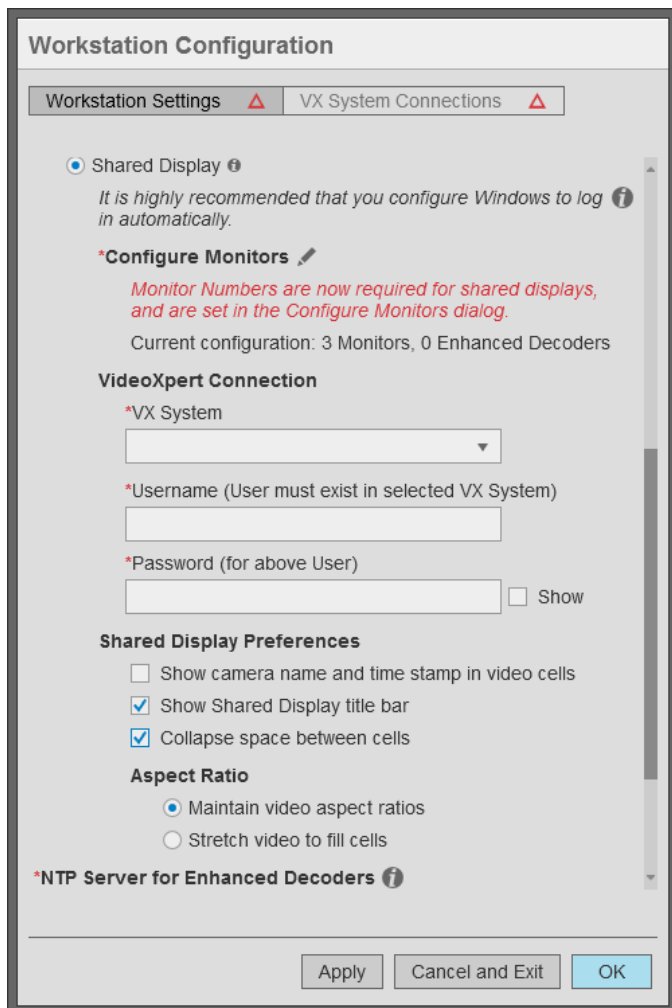 Workstation Configuration
Workstation Settings
VX System Connections
Shared Display
It is highly recommended that you configure Windows to log
in automatically.
*Configure Monitors
Monitor Numbers are now required for shared displays,
and are set in the Configure Monitors dialog.
Current configuration: 3 Monitors, 0 Enhanced Decoders
VideoXpert Connection
*VX System
*Username (User must exist in selected VX System)
*Password (for above User)
Show
Shared Display Preferences
Show camera name and time stamp in video cells
Show Shared Display title bar
Collapse space between cells
Aspect Ratio
Maintain video aspect ratios
Stretch video to fill cells
*NTP Server for Enhanced Decoders
Apply
Cancel and Exit
OK